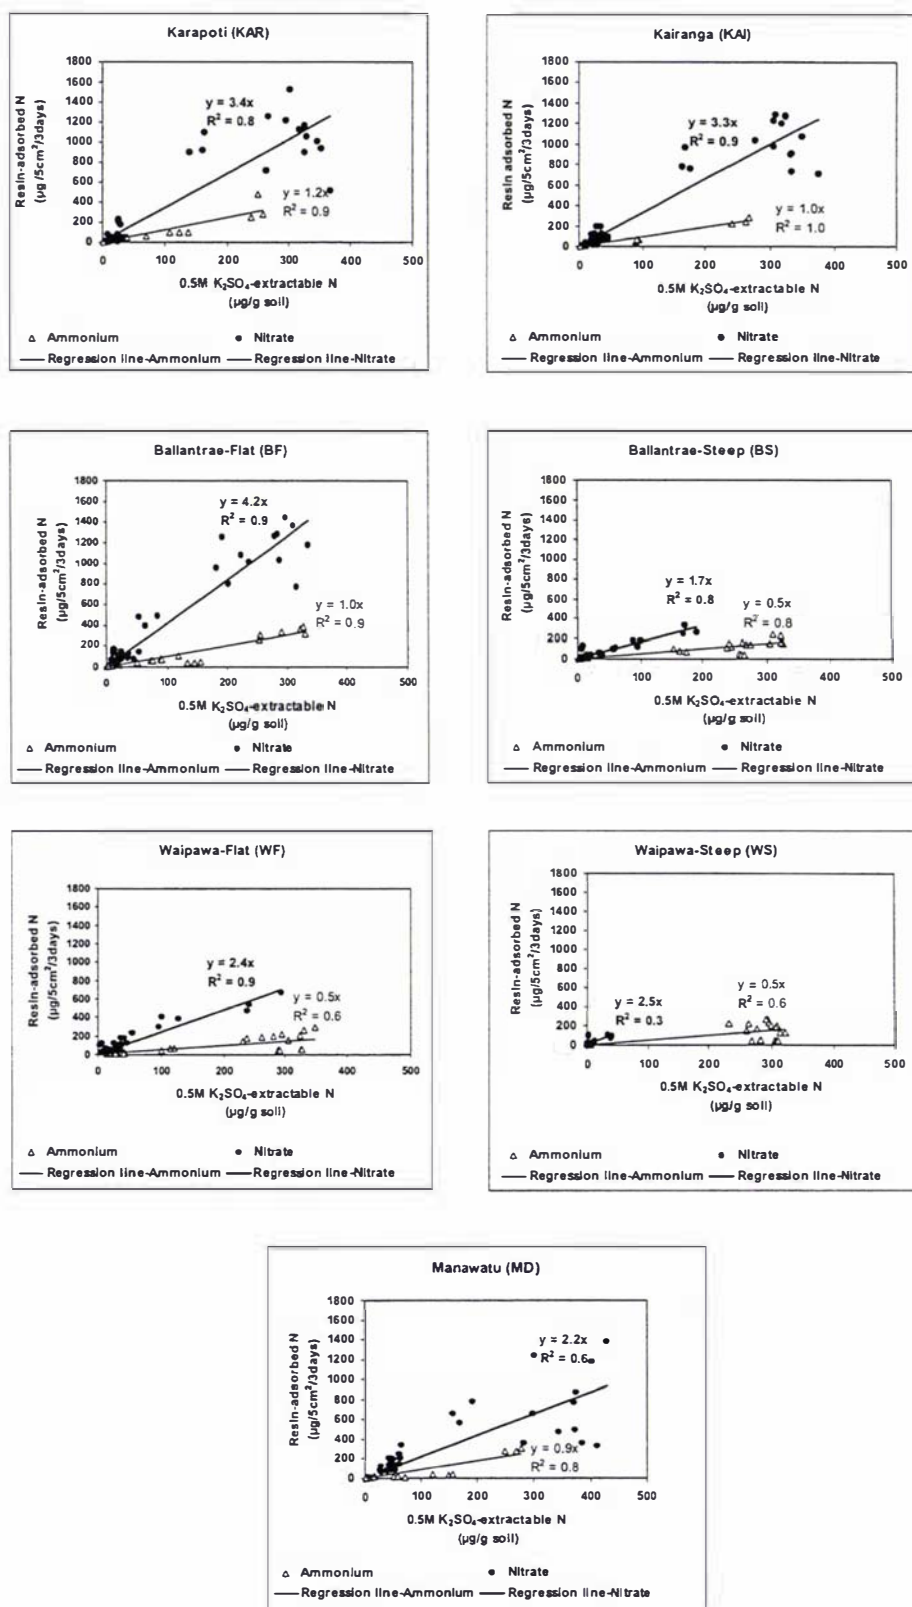 Karapoti (KAR)
Resin-adsorbed N
(µg /5cm²/3days)
1800
1600
1400
1200
1000
800
600
400
200
0
y = 3.4x
R² = 0.8
y = 1.2x
R² = 0.9
0 100 200 300 400 500
0.5M K₂SO₄-extractable N
(µg/g soil)
Ammonium Nitrate
Regression line-Ammonium Regression line-Nitrate
Kairanga (KAI)
Resin adsorbed N
(µg/5cm²/3days)
1800
1600
1400
1200
1000
800
600
400
200
0
y = 3.3x
R² = 0.9
y = 1.0x
R² = 1.0
0 100 200 300 400 500
0.5M K₂SO₄-extractable N
(µg/g soil)
Ammonium Nitrate
Regression line-Ammonium Regression line-Nitrate
Ballantrae-Flat (BF)
Resin-adsorbed N
(µg/5cm²/3days)
1800
1600
1400
1200
1000
800
600
400
200
0
y = 4.2x
R² = 0.9
y = 1.0x
R² = 0.9
0 100 200 300 400 500
0.5M K₂SO₄-extractable N
(µg/g soil)
Ammonium Nitrate
Regression line-Ammonium Regression line-Nitrate
Ballantrae-Steep (BS)
Resin-adsorbed N
(µg/5cm²/3days)
1800
1600
1400
1200
1000
800
600
400
200
0
y = 1.7x
R² = 0.8
y = 0.5x
R² = 0.8
0 100 200 300 400 500
0.5M K₂SO₄-extractable N
(µg/g soil)
Ammonium Nitrate
Regression line-Ammonium Regression line-Nitrate
Waipawa-Flat (WF)
Resin-adsorbed N
(µg/5cm²/3days)
1800
1600
1400
1200
1000
800
600
400
200
0
y = 2.4x
R² = 0.9
y = 0.5x
R² = 0.6
0 100 200 300 400 500
0.5M K₂SO₄-extractable N
(µg/g soil)
Ammonium Nitrate
Regression line-Ammonium Regression line-Nitrate
Waipawa-Steep (WS)
Resin-adsorbed N
(µg/5cm²/3days)
1800
1600
1400
1200
1000
800
600
400
200
0
y = 2.5x
R² = 0.3
y = 0.5x
R² = 0.6
0 100 200 300 400 500
0.5M K₂SO₄-extractable N
(µg/g soil)
Ammonium Nitrate
Regression line-Ammonium Regression line-Nitrate
Manawatu (MD)
Resin-adsorbed N
(µg/5cm²/3days)
1800
1600
1400
1200
1000
800
600
400
200
0
y = 2.2x
R² = 0.6
y = 0.9x
R² = 0.8
0 100 200 300 400 500
0.5M K₂SO₄-extractable N
(µg/g soil)
Ammonium Nitrate
Regression line-Ammonium Regression line-Nitrate